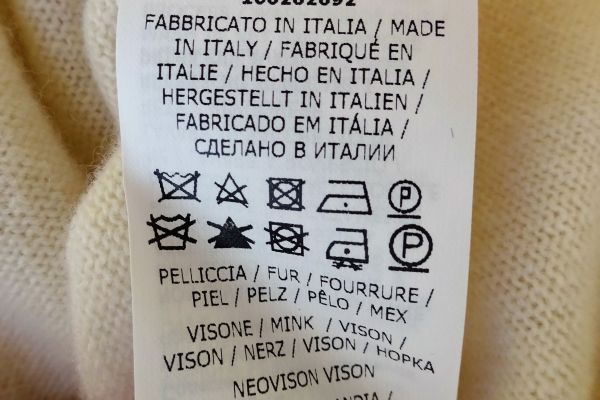 FABBRICATO IN ITALIA / MADE
IN ITALY / FABRIQUÉ EN
ITALIE / HECHO EN ITALIA /
HERGESTELLT IN ITALIEN /
FABRICADO EM ITÁLIA /
СДЕЛАНО В ИТАЛИИ
P
P
PELLICCIA / FUR / FOURRURE /
PIEL / PELZ / PÊLO / MEX
VISONE / MINK / VISON /
VISON / NERZ / VISON / НОРКА
NEOVISON VISON